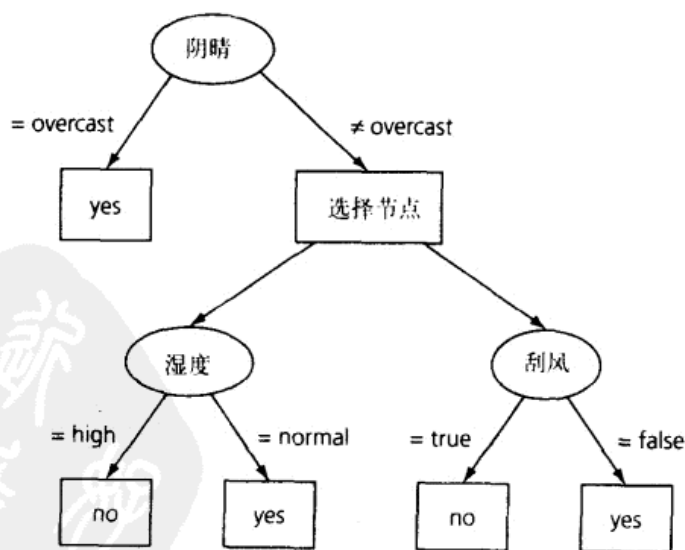 阴晴
= overcast
≠ overcast
yes
选择节点
湿度
刮风
= high
= normal
= true
= false
no
yes
no
yes